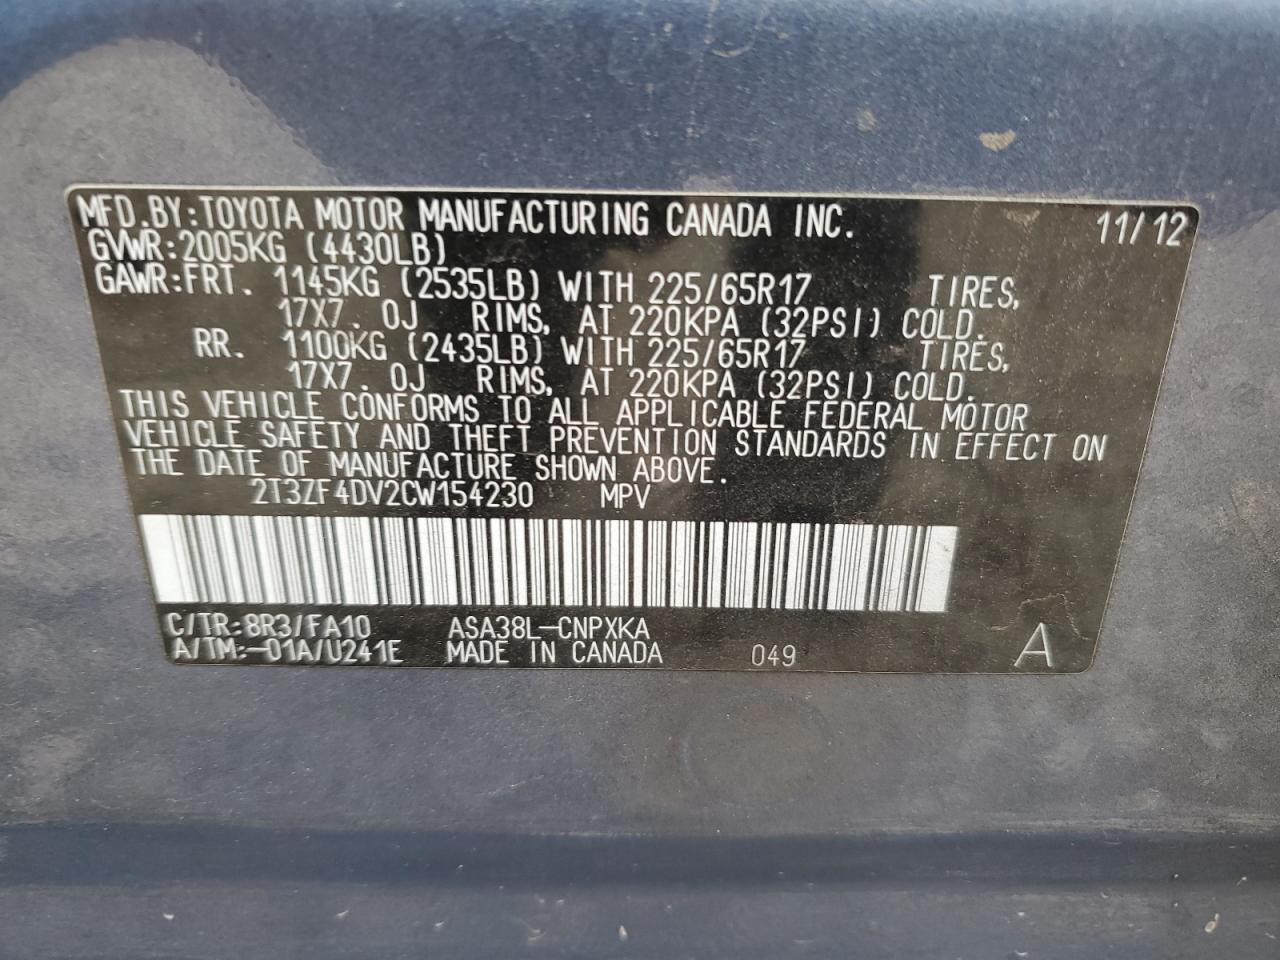 MFD.BY:TOYOTA MOTOR MANUFACTURING CANADA INC. 11/12
GVWR:2005KG (4430LB)
GAWR:FRT. 1145KG (2535LB) WITH 225/65R17 TIRES,
17X7.0J RIMS, AT 220KPA (32PSI) COLD.
RR. 1100KG (2435LB) WITH 225/65R17 TIRES,
17X7.0J RIMS, AT 220KPA (32PSI) COLD.
THIS VEHICLE CONFORMS TO ALL APPLICABLE FEDERAL MOTOR
VEHICLE SAFETY AND THEFT PREVENTION STANDARDS IN EFFECT ON
THE DATE OF MANUFACTURE SHOWN ABOVE.
2T3ZF4DV2CW154230 MPV
C/TR:8R3/FA10 ASA38L-CNPXKA
A/TM:-01A/U241E MADE IN CANADA 049 A